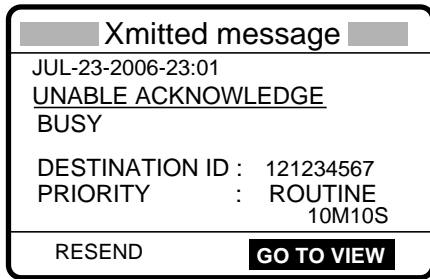 Xmitted message
JUL-23-2006-23:01
UNABLE ACKNOWLEDGE
BUSY
DESTINATION ID : 121234567
PRIORITY : ROUTINE
10M10S
RESEND GO TO VIEW